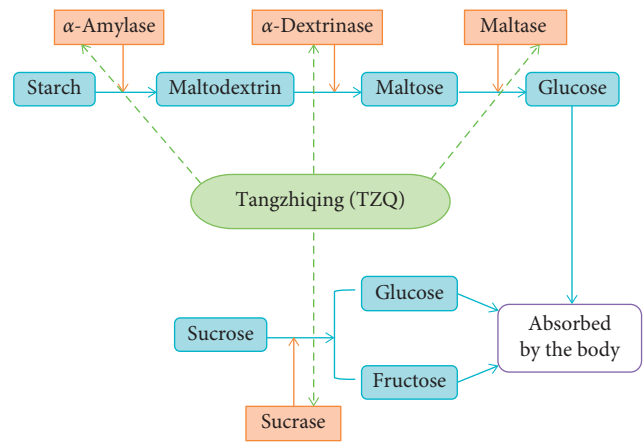 α-Amylase
α-Dextrinase
Maltase
Starch
Maltodextrin
Maltose
Glucose
Tangzhiqing (TZQ)
Glucose
Sucrose
Absorbed
by the body
Fructose
Sucrase